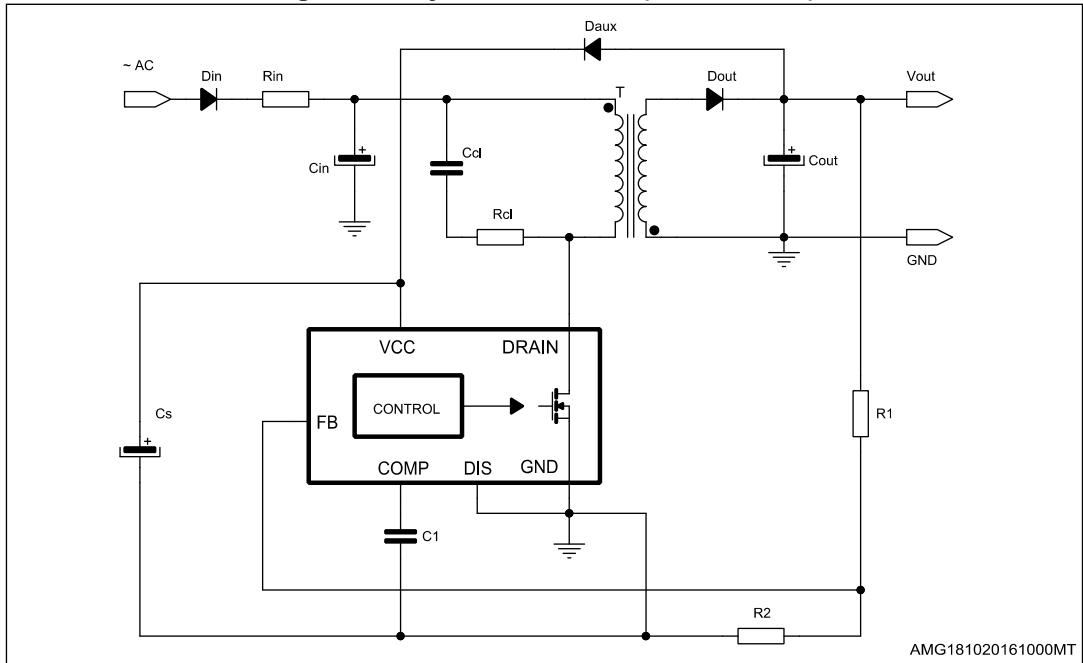 Daux
~ AC
Din
Rin
T
Dout
Vout
+
Cin
Ccl
+
Cout
Rcl
GND
VCC
DRAIN
Cs
+
FB
CONTROL
R1
COMP
DIS
GND
C1
R2
AMG181020161000MT